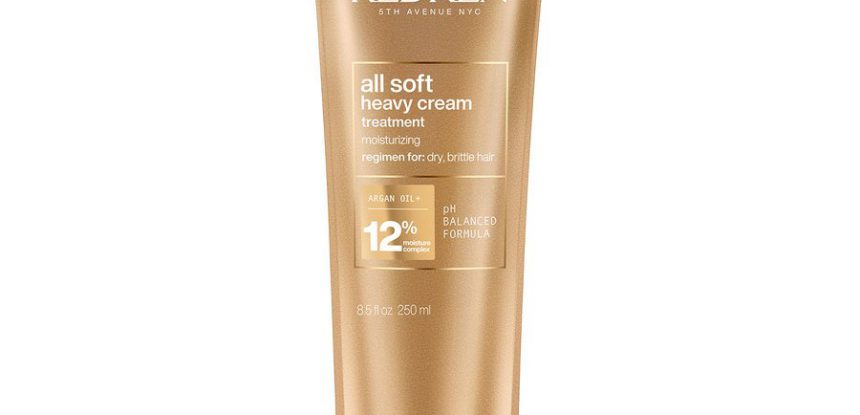 REDKEN
5TH AVENUE NYC
all soft
heavy cream
treatment
moisturizing
regimen for: dry, brittle hair
ARGAN OIL+
12%
moisture
complex
pH
BALANCED
FORMULA
8.5 fl oz 250 ml